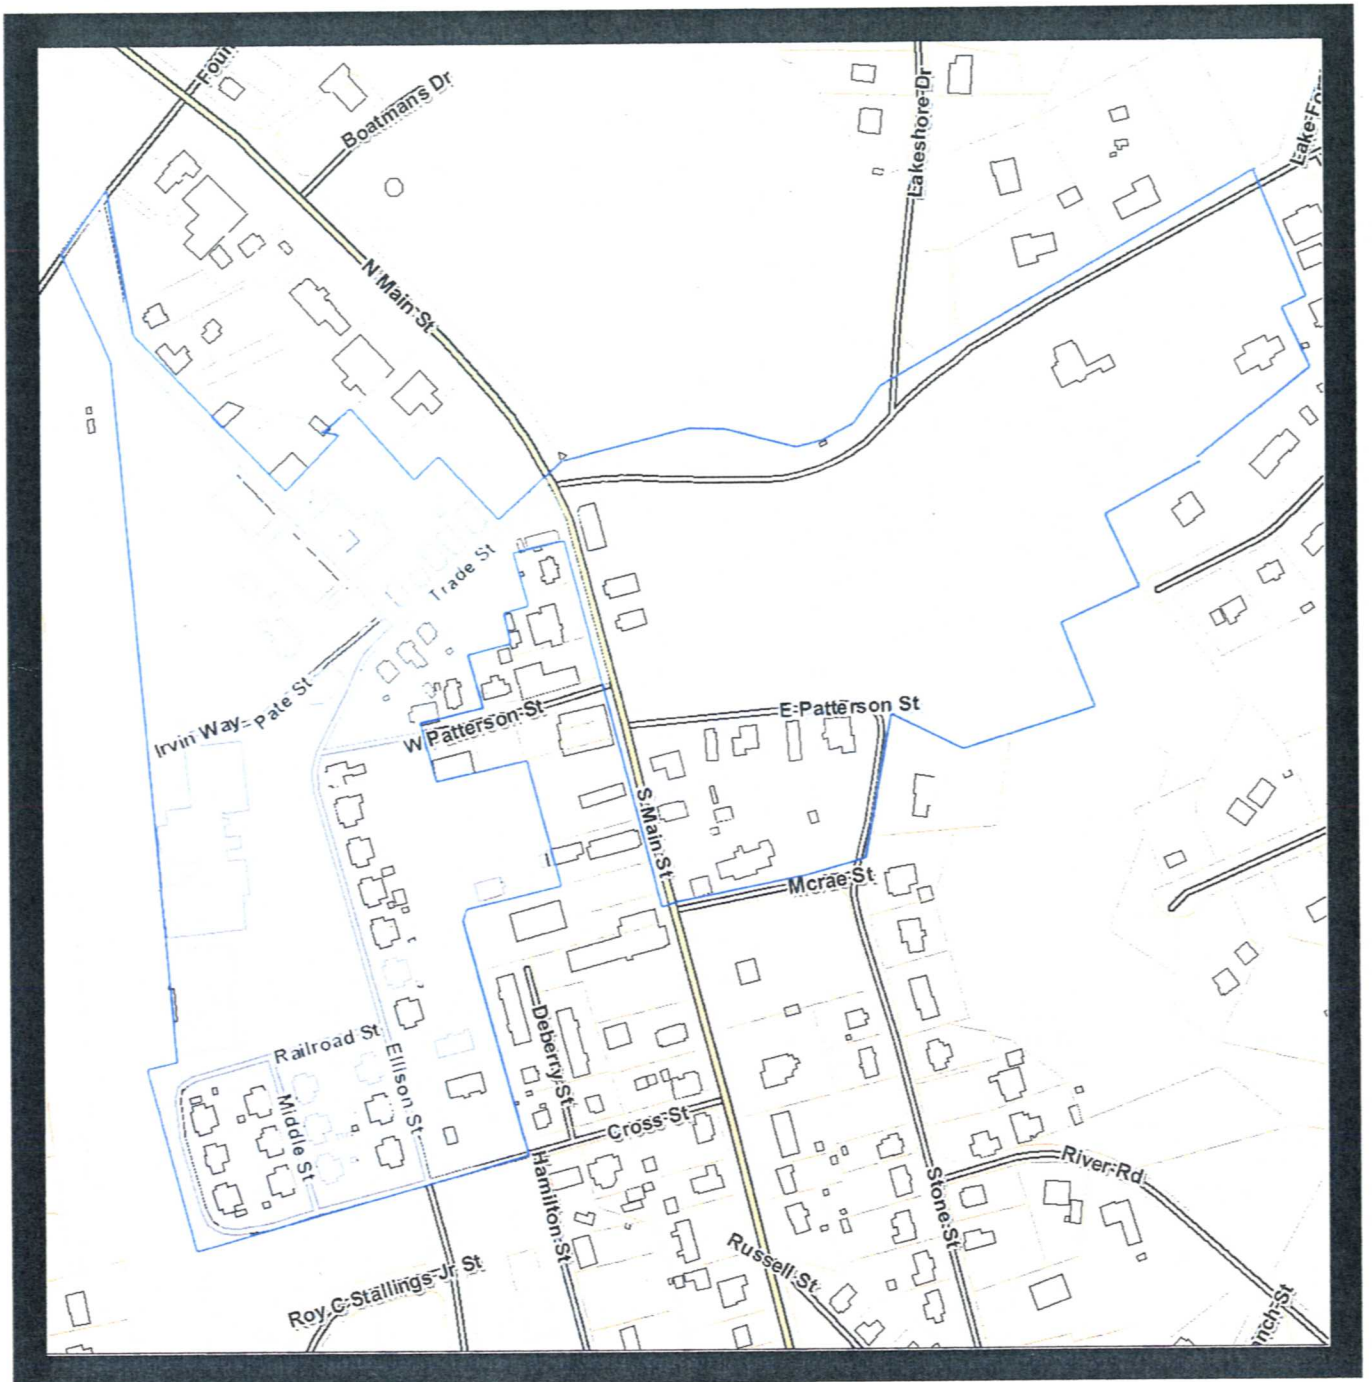 Boatmans Dr
Lakeshore Dr
N Main St
Trade St
Irvin Way
Pate St
W Patterson St
E Patterson St
S Main St
Mcrae St
Railroad St
Middle St
Ellison St
Deberry St
Cross St
Hamilton St
River Rd
Stone St
Russell St
Roy C Stallings Jr St